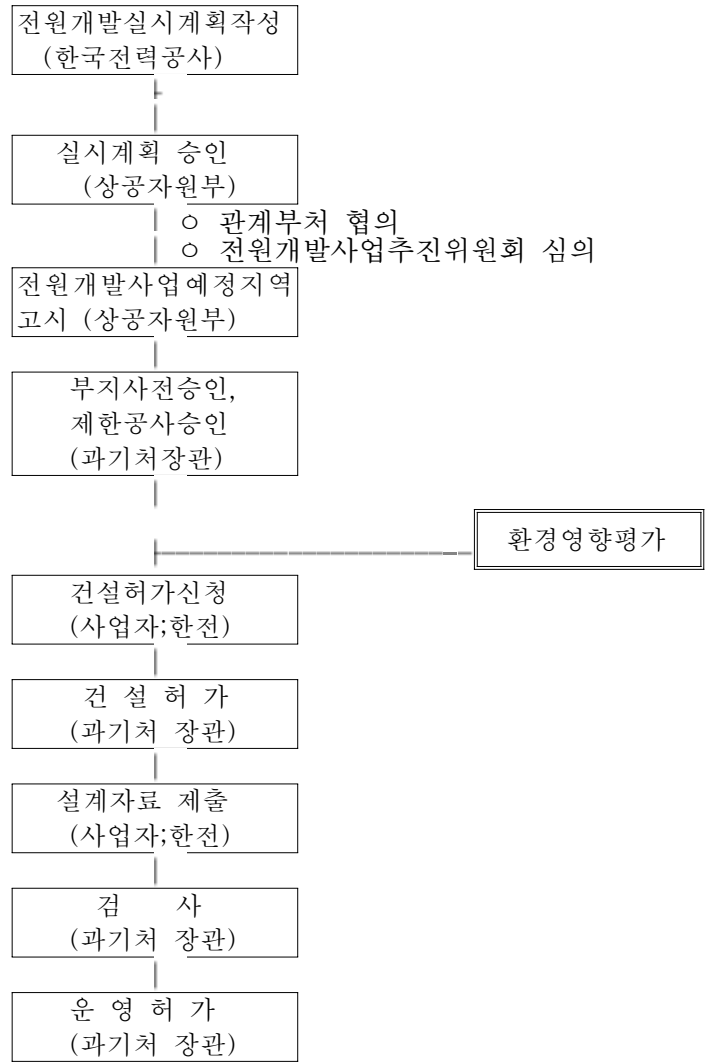 전원개발실시계획작성
(한국전력공사)
실시계획 승인
(상공자원부)
ㅇ 관계부처 협의
ㅇ 전원개발사업추진위원회 심의
전원개발사업예정지역
고시 (상공자원부)
부지사전승인,
제한공사승인
(과기처장관)
환경영향평가
건설허가신청
(사업자;한전)
건 설 허 가
(과기처 장관)
설계자료 제출
(사업자;한전)
검 사
(과기처 장관)
운 영 허 가
(과기처 장관)